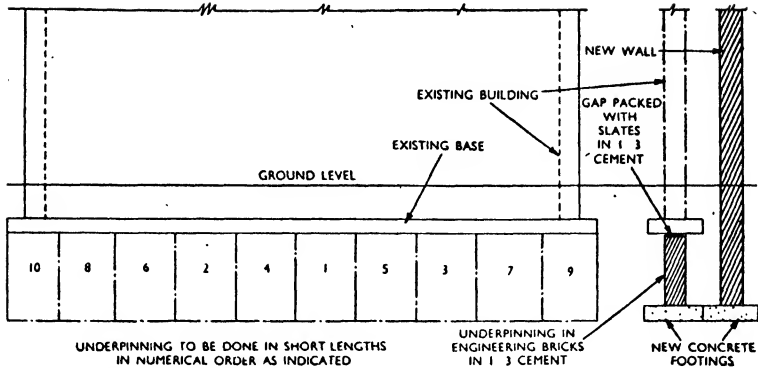 NEW WALL
EXISTING BUILDING
GAP PACKED
WITH
SLATES
IN 1 3
CEMENT
EXISTING BASE
GROUND LEVEL
10 8 6 2 4 1 5 3 7 9
UNDERPINNING TO BE DONE IN SHORT LENGTHS
IN NUMERICAL ORDER AS INDICATED
UNDERPINNING IN
ENGINEERING BRICKS
IN 1 3 CEMENT
NEW CONCRETE
FOOTINGS